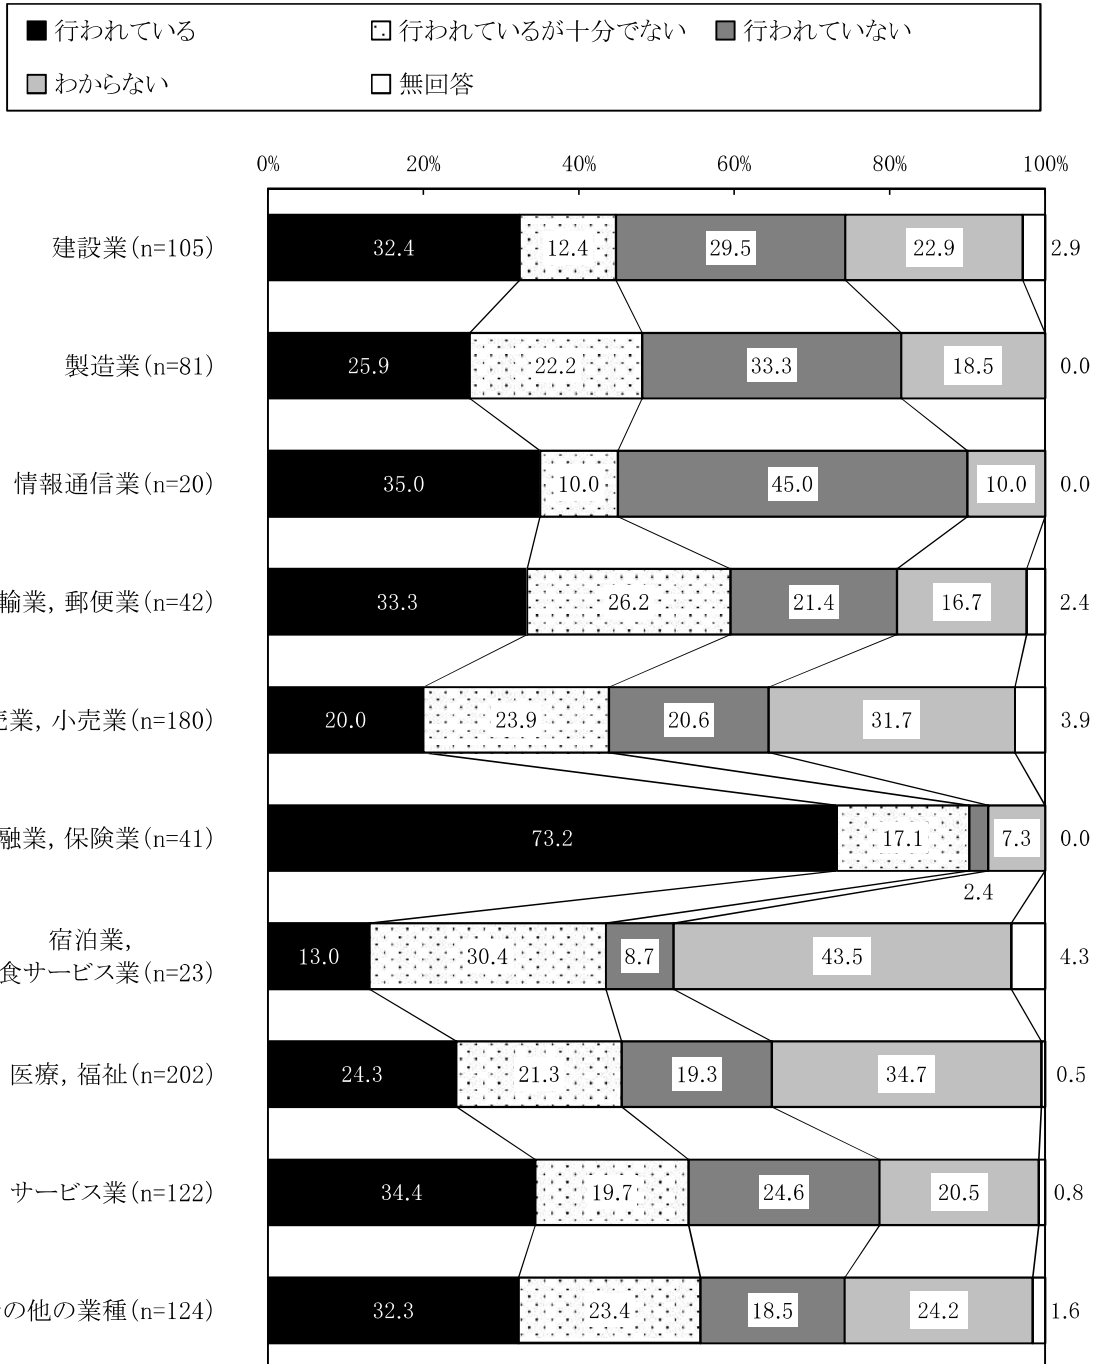 行われている 行われているが十分でない 行われていない
わからない 無回答
0% 20% 40% 60% 80% 100%
建設業(n=105) 32.4 12.4 29.5 22.9 2.9
製造業(n=81) 25.9 22.2 33.3 18.5 0.0
情報通信業(n=20) 35.0 10.0 45.0 10.0 0.0
輸業, 郵便業(n=42) 33.3 26.2 21.4 16.7 2.4
売業, 小売業(n=180) 20.0 23.9 20.6 31.7 3.9
融業, 保険業(n=41) 73.2 17.1 7.3 0.0
2.4
宿泊業,
食サービス業(n=23) 13.0 30.4 8.7 43.5 4.3
医療, 福祉(n=202) 24.3 21.3 19.3 34.7 0.5
サービス業(n=122) 34.4 19.7 24.6 20.5 0.8
の他の業種(n=124) 32.3 23.4 18.5 24.2 1.6